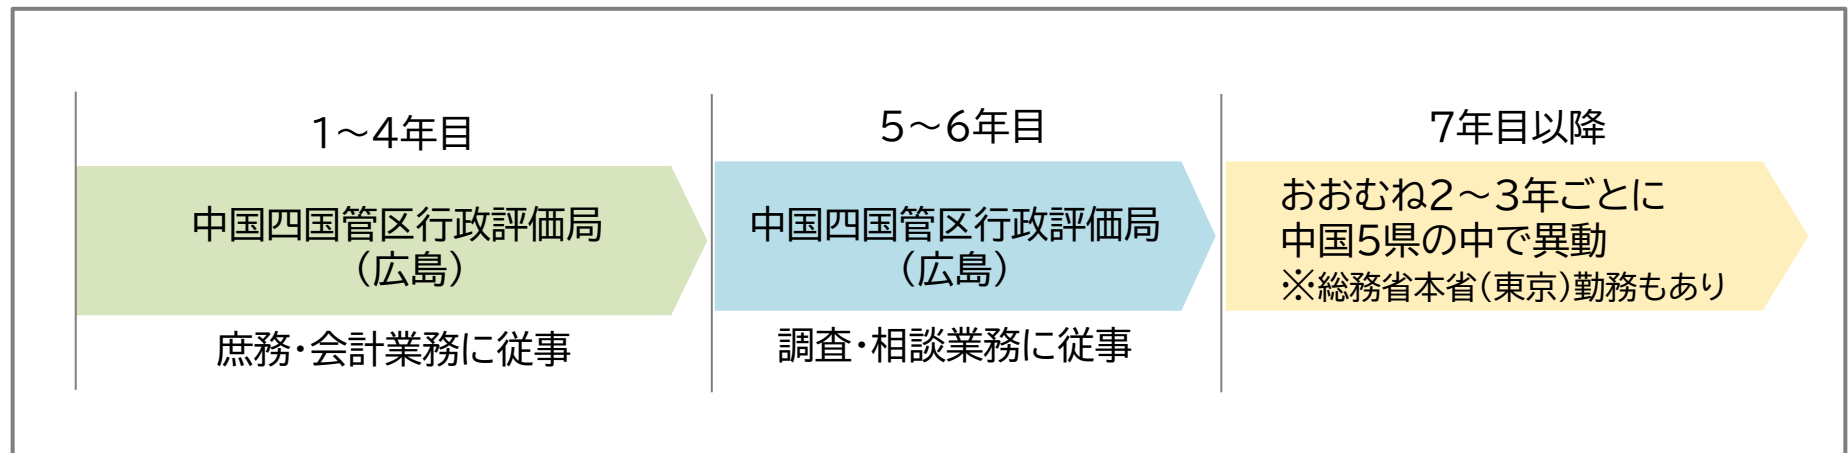 1～4年目
中国四国管区行政評価局
（広島）
庶務・会計業務に従事
5～6年目
中国四国管区行政評価局
（広島）
調査・相談業務に従事
7年目以降
おおむね2～3年ごとに
中国5県の中で異動
※総務省本省（東京）勤務もあり